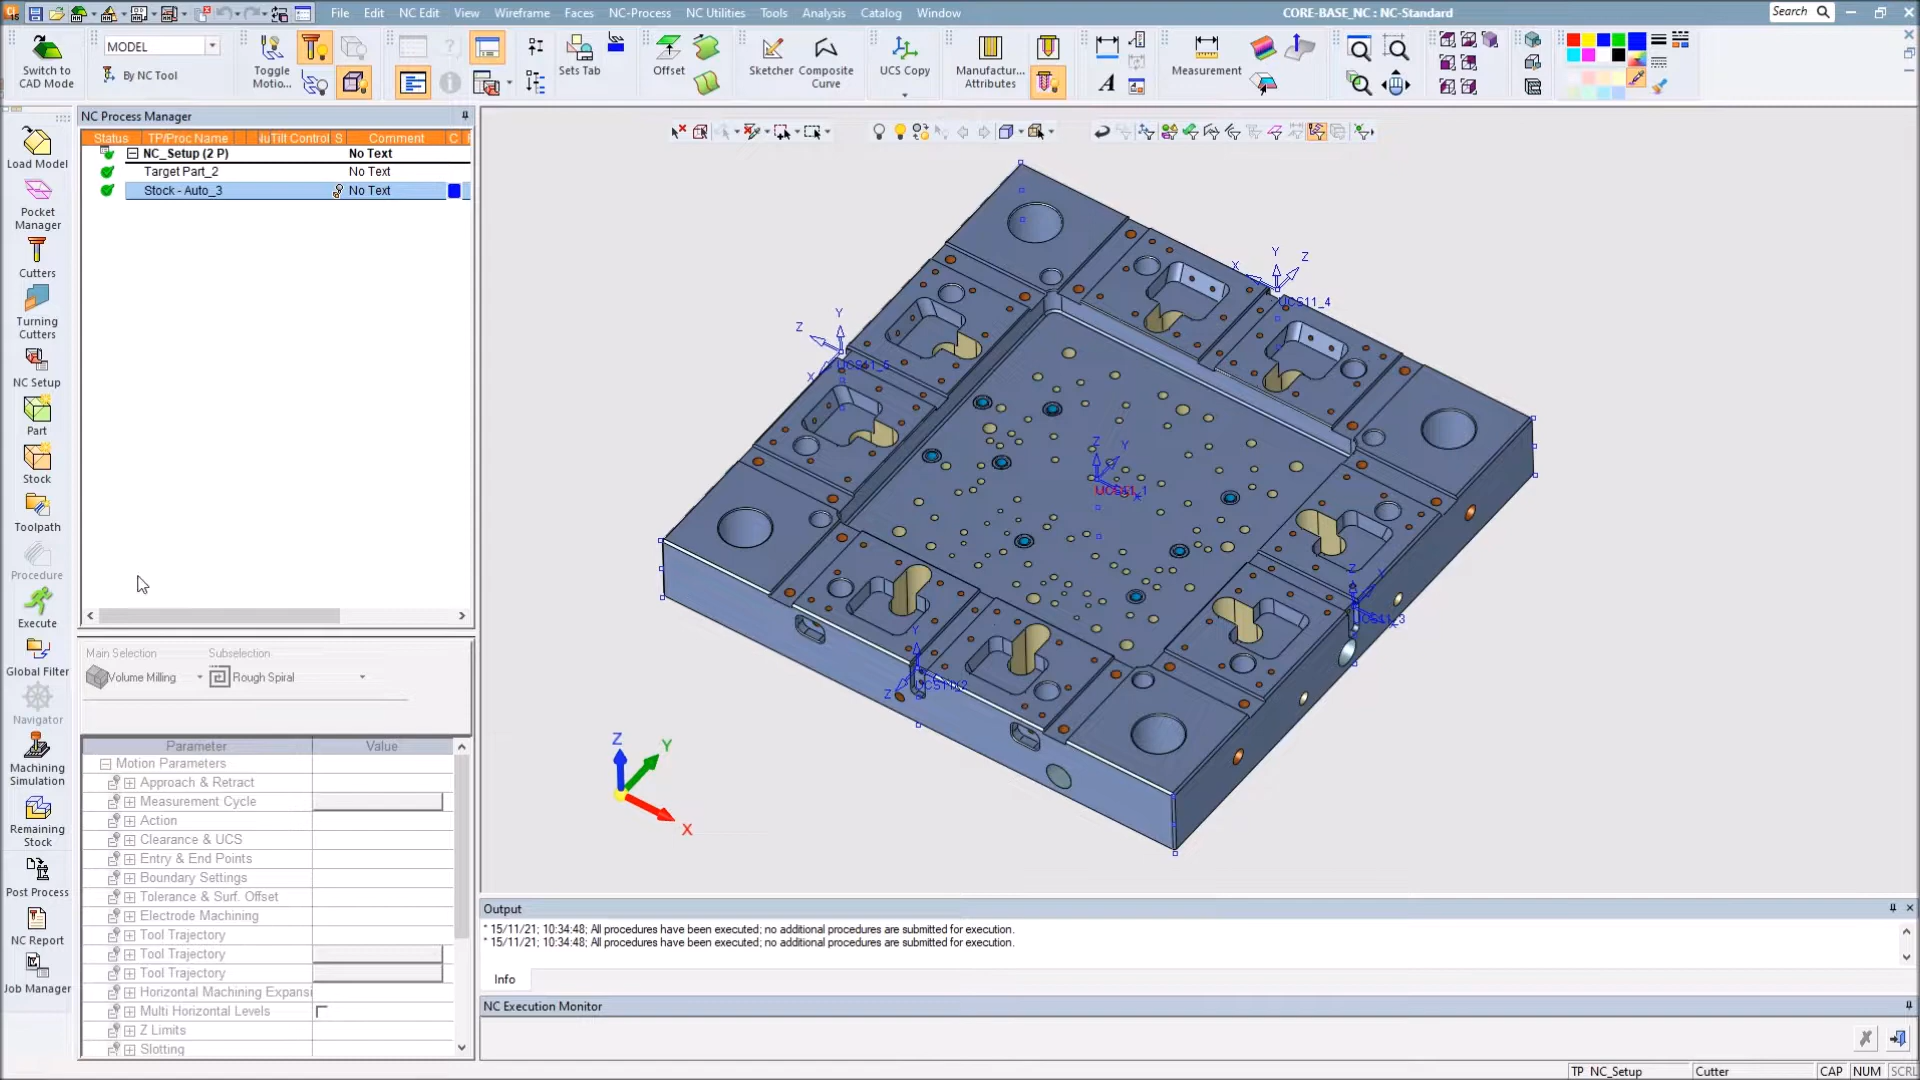 File Edit NC Edit View Wireframe Faces NC-Process NC Utilities Tools Analysis Catalog Window
CORE-BASE_NC : NC-Standard
Search
Switch to
CAD Mode
MODEL
By NC Tool
Toggle
Motio...
Sets Tab
Offset
Sketcher
Composite
Curve
UCS Copy
Manufactur...
Attributes
A
Measurement
NC Process Manager
Status TP/Proc Name NuTilt Control S Comment C
NC_Setup (2 P) No Text
Target Part_2 No Text
Stock - Auto_3 No Text
Load Model
Pocket
Manager
Cutters
Turning
Cutters
NC Setup
Part
Stock
Toolpath
Procedure
Execute
Global Filter
Navigator
Machining
Simulation
Remaining
Stock
Post Process
NC Report
Job Manager
Main Selection Subselection
Volume Milling Rough Spiral
Parameter Value
Motion Parameters
Approach & Retract
Measurement Cycle
Action
Clearance & UCS
Entry & End Points
Boundary Settings
Tolerance & Surf. Offset
Electrode Machining
Tool Trajectory
Tool Trajectory
Tool Trajectory
Horizontal Machining Expansi
Multi Horizontal Levels
Z Limits
Slotting
Y
X Z
UCS11_4
Y
Z
X UCS11_5
Z Y
UCS11_1
X
Z Y
UCS11_3
Y
Z UCS11_2
Z
Y
X
Output
* 15/11/21; 10:34:48; All procedures have been executed; no additional procedures are submitted for execution.
* 15/11/21; 10:34:48; All procedures have been executed; no additional procedures are submitted for execution.
Info
NC Execution Monitor
TP NC_Setup Cutter CAP NUM SCRL